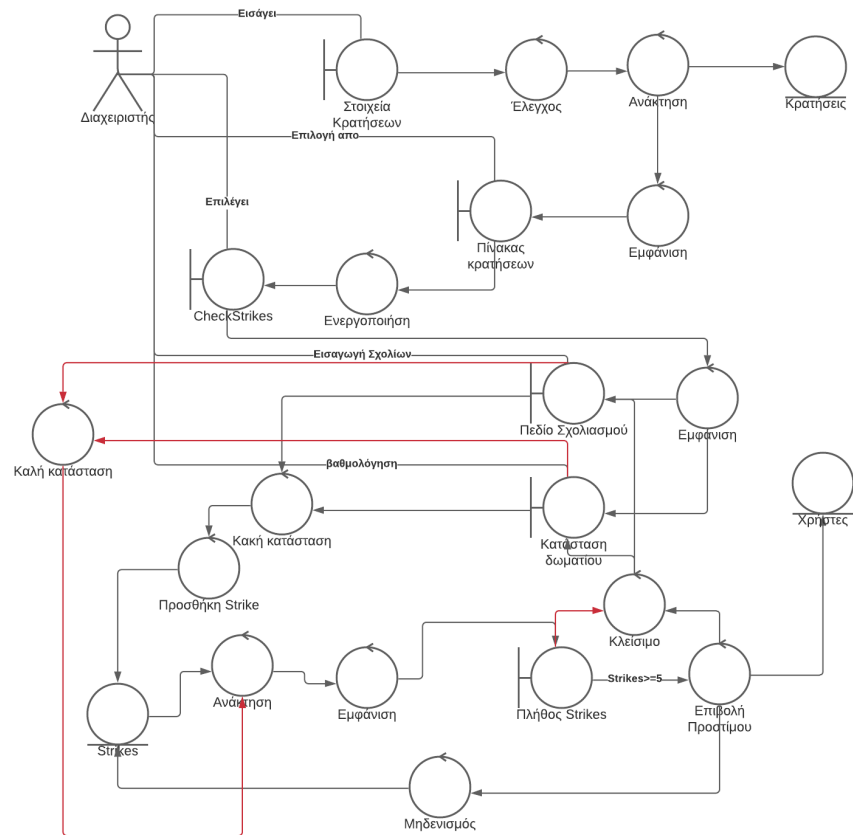 Εισάγει
Διαχειριστής
Στοιχεία
Κρατήσεων
Έλεγχος
Ανάκτηση
Κρατήσεις
Επιλογή απο
Επιλέγει
Πίνακας
κρατήσεων
Εμφάνιση
CheckStrikes
Ενεργοποιήση
Εισαγωγή Σχολίων
Πεδίο Σχολιασμού
Εμφάνιση
Καλή κατάσταση
βαθμολόγηση
Χρήστες
Κακή κατάσταση
Κατάσταση
δωματίου
Προσθήκη Strike
Κλείσιμο
Ανάκτηση
Εμφάνιση
Πλήθος Strikes
Strikes>=5
Επιβολή
Προστίμου
Strikes
Μηδενισμός